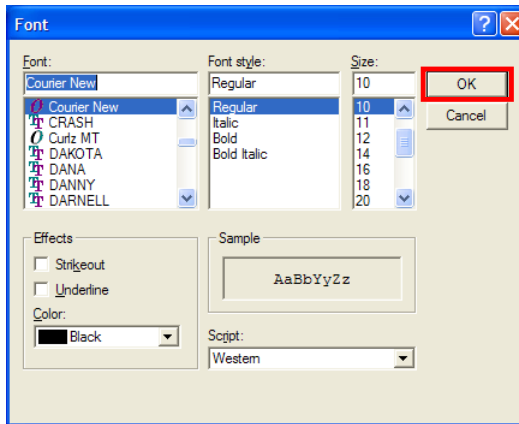 Font
Font: Font style: Size:
Courier New Regular 10 OK
Courier New Regular 10 Cancel
CRASH Italic 11
Curlz MT Bold 12
DAKOTA Bold Italic 14
DANA 16
DANNY 18
DARNELL 20
Effects Sample
Strikeout AaBbYyZz
Underline
Color:
Black Script:
Western